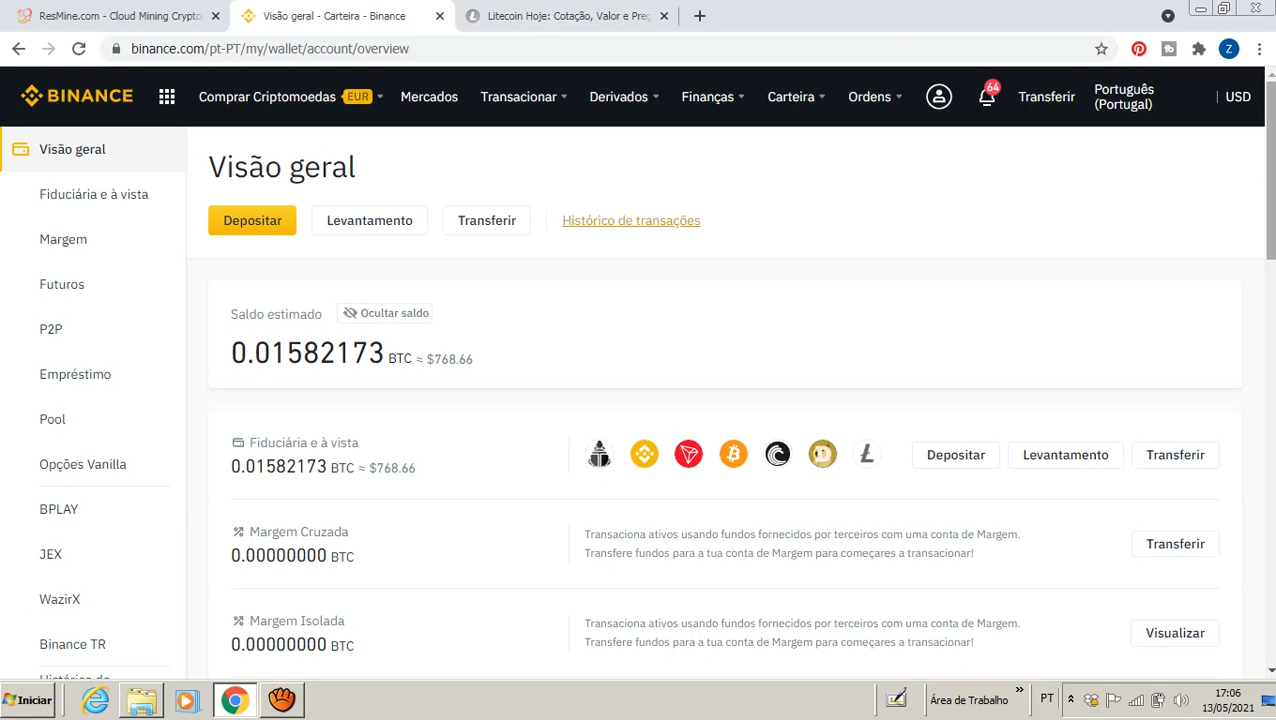 ResMine.com - Cloud Mining Crypto
Visão geral - Carteira - Binance
Litecoin Hoje: Cotação, Valor e Preç
binance.com/pt-PT/my/wallet/account/overview
Z
BINANCE
Comprar Criptomoedas EUR
Mercados
Transacionar
Derivados
Finanças
Carteira
Ordens
64
Transferir
Português
(Portugal)
USD
Visão geral
Fiduciária e à vista
Margem
Futuros
P2P
Empréstimo
Pool
Opções Vanilla
BPLAY
JEX
WazirX
Binance TR
Visão geral
Depositar
Levantamento
Transferir
Histórico de transações
Saldo estimado
Ocultar saldo
0.01582173 BTC ≈ $768.66
Fiduciária e à vista
0.01582173 BTC ≈ $768.66
Depositar
Levantamento
Transferir
Margem Cruzada
0.00000000 BTC
Transaciona ativos usando fundos fornecidos por terceiros com uma conta de Margem.
Transfere fundos para a tua conta de Margem para começares a transacionar!
Transferir
Margem Isolada
0.00000000 BTC
Transaciona ativos usando fundos fornecidos por terceiros com uma conta de Margem.
Transfere fundos para a tua conta de Margem para começares a transacionar!
Visualizar
Iniciar
Área de Trabalho
PT
17:06
13/05/2021